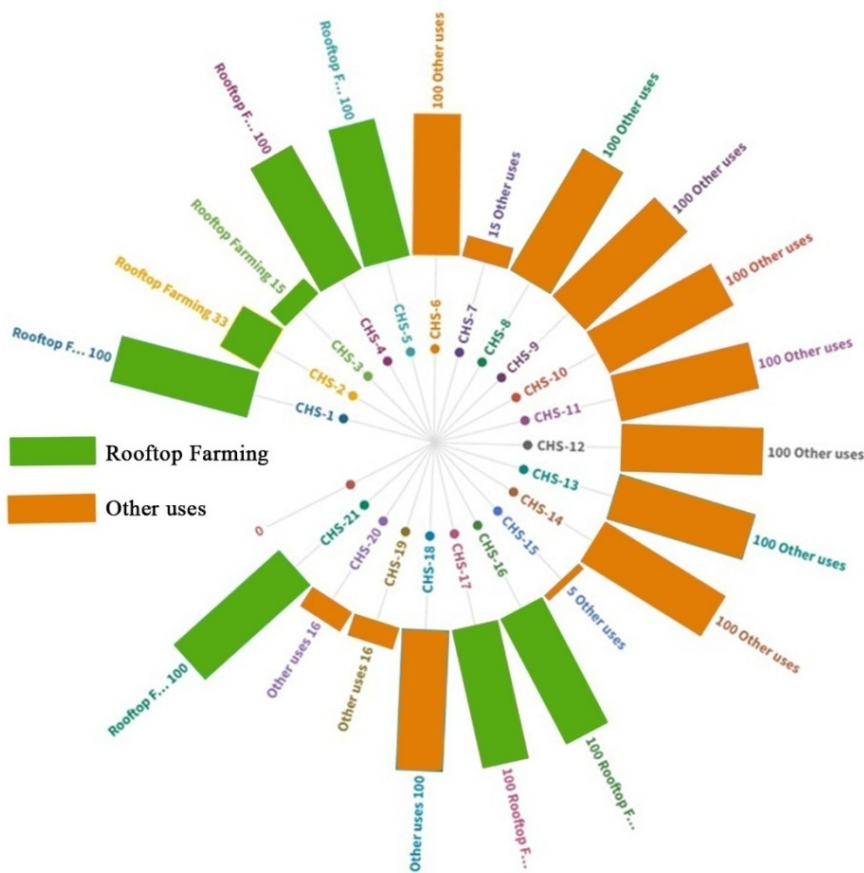 Rooftop F... 100
Rooftop Farming 33
Rooftop Farming 15
Rooftop F... 100
Rooftop F... 100
100 Other uses
15 Other uses
100 Other uses
100 Other uses
100 Other uses
100 Other uses
100 Other uses
100 Other uses
100 Other uses
5 Other uses
100 Rooftop F...
100 Rooftop F...
Other uses 100
Other uses 16
Other uses 16
Rooftop F... 100
0
CHS-1
CHS-2
CHS-3
CHS-4
CHS-5
CHS-6
CHS-7
CHS-8
CHS-9
CHS-10
CHS-11
CHS-12
CHS-13
CHS-14
CHS-15
CHS-16
CHS-17
CHS-18
CHS-19
CHS-20
CHS-21
Rooftop Farming
Other uses